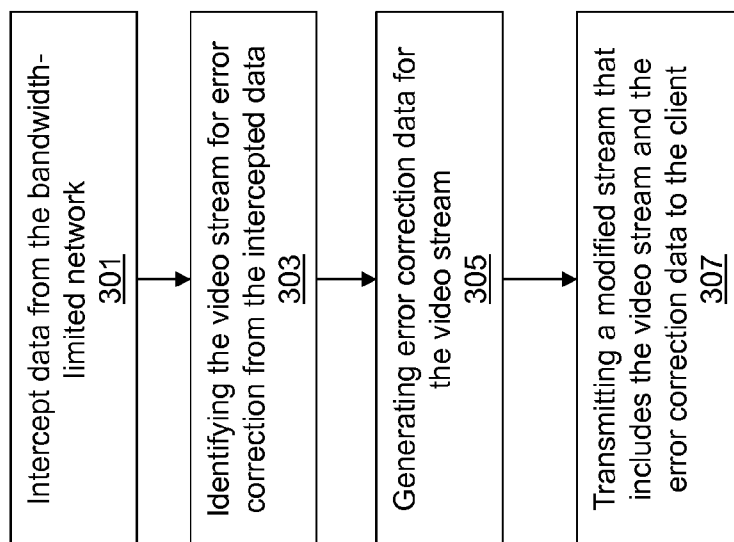 Intercept data from the bandwidth-
limited network
301
Identifying the video stream for error
correction from the intercepted data
303
Generating error correction data for
the video stream
305
Transmitting a modified stream that
includes the video stream and the
error correction data to the client
307